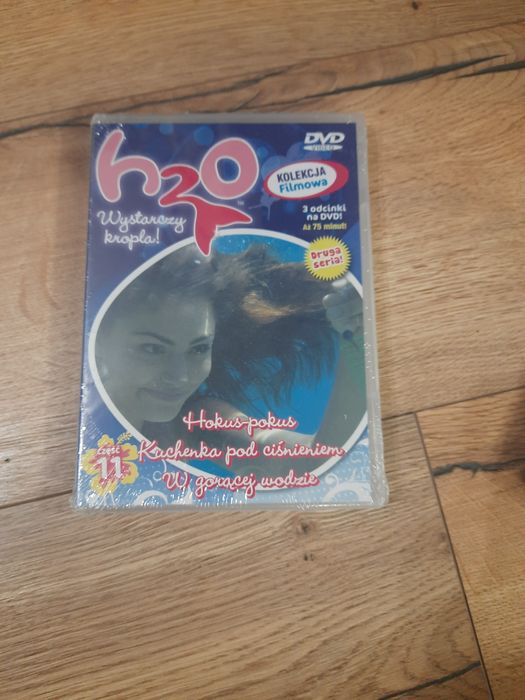 h2O
TM
Wystarczy
kropla!
DVD
VIDEO
KOLEKCJA
Filmowa
3 odcinki
na DVD!
Aż 75 minut!
Druga
seria!
Hokus-pokus
Kuchenka pod ciśnieniem
W gorącej wodzie
CZĘŚĆ
11